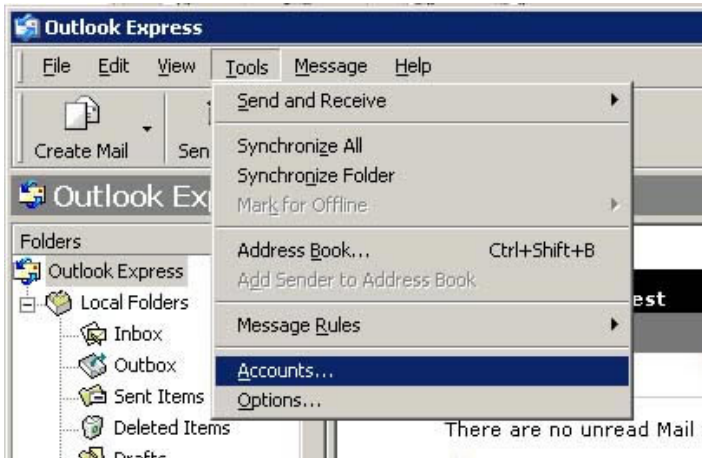 Outlook Express
File Edit View Tools Message Help
Send and Receive
Create Mail
Sen
Synchronize All
Synchronize Folder
Outlook Ex
Mark for Offline
Folders
Address Book... Ctrl+Shift+B
Outlook Express
Add Sender to Address Book
Local Folders
est
Inbox
Message Rules
Outbox
Accounts...
Sent Items
Options...
Deleted Items
There are no unread Mail
Drafts